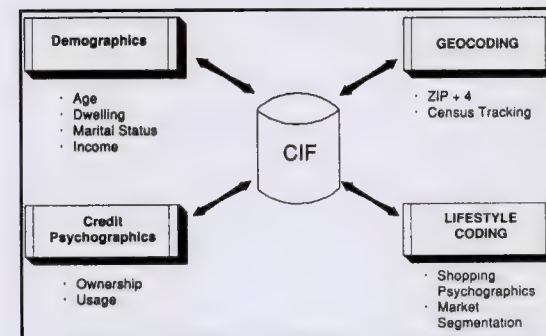 Demographics
· Age
· Dwelling
· Marital Status
· Income
GEOCODING
· ZIP + 4
· Census Tracking
CIF
Credit
Psychographics
· Ownership
· Usage
LIFESTYLE
CODING
· Shopping
Psychographics
· Market
Segmentation